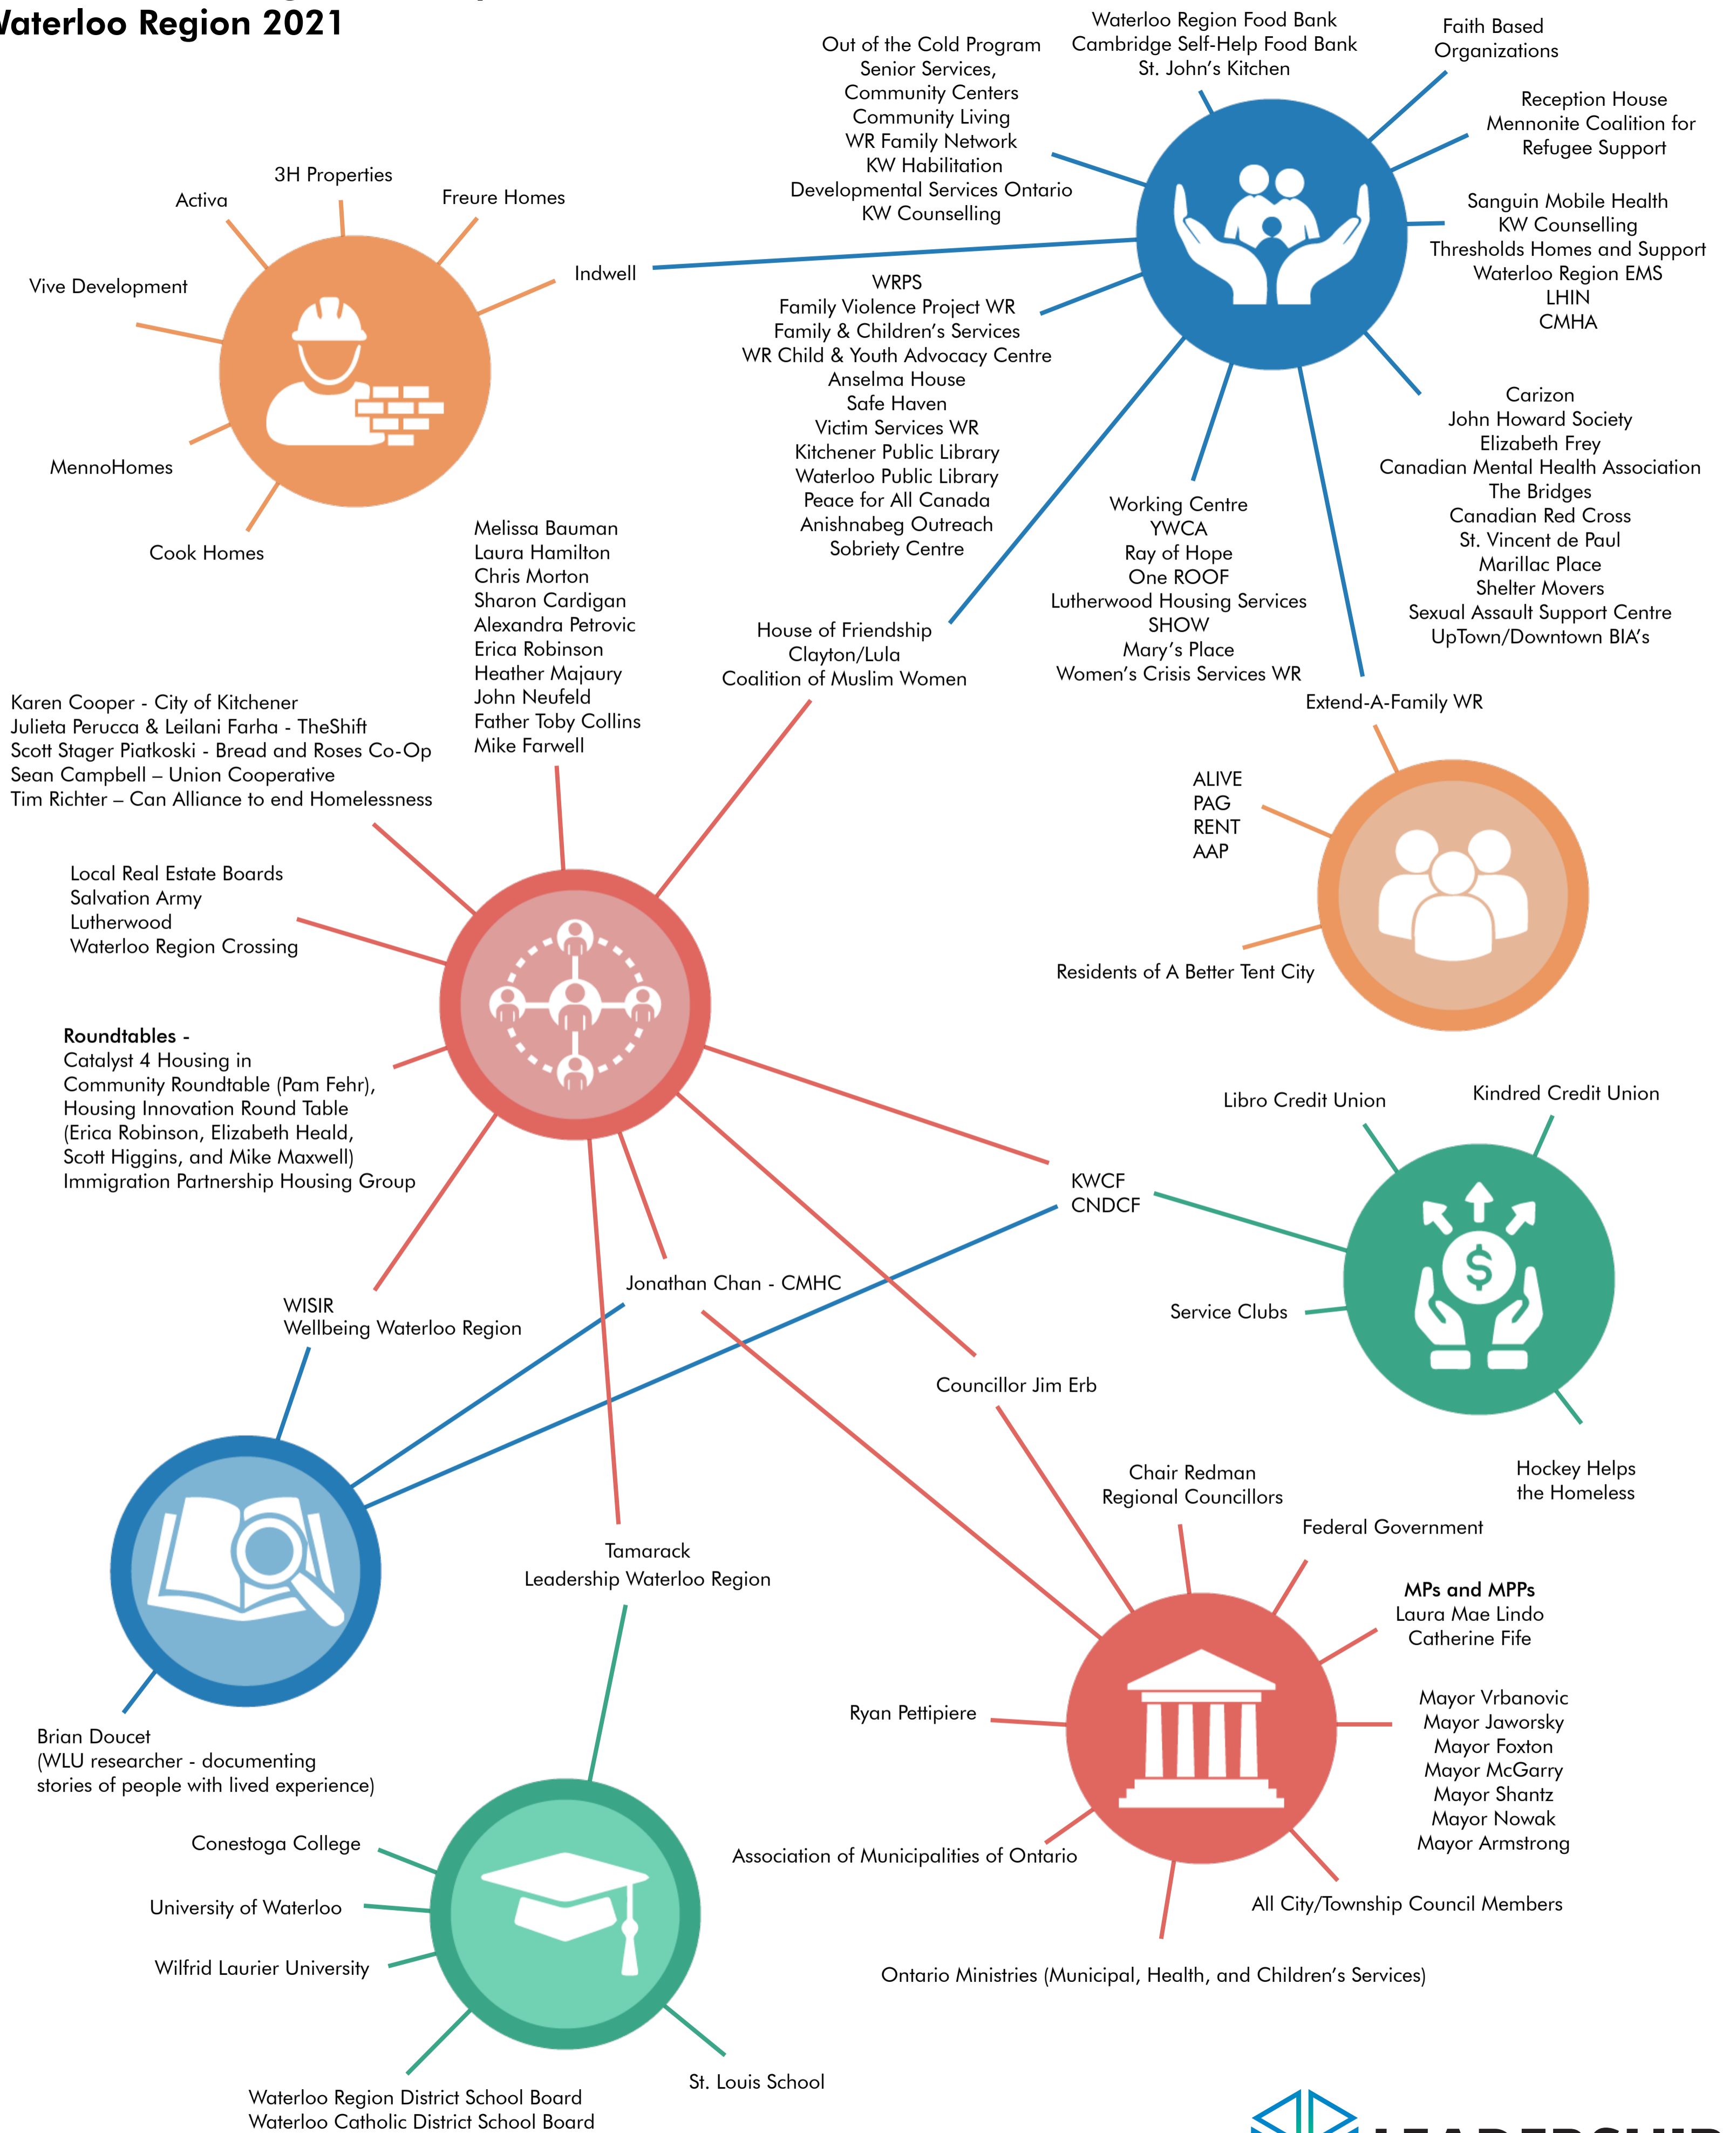 Waterloo Region 2021
Waterloo Region Food Bank
Cambridge Self-Help Food Bank
St. John's Kitchen
Faith Based
Organizations
Out of the Cold Program
Senior Services,
Community Centers
Community Living
WR Family Network
KW Habilitation
Developmental Services Ontario
KW Counselling
Reception House
Mennonite Coalition for
Refugee Support
Sanguin Mobile Health
KW Counselling
Thresholds Homes and Support
Waterloo Region EMS
LHIN
CMHA
3H Properties
Activa
Freure Homes
Vive Development
Indwell
MennoHomes
Cook Homes
WRPS
Family Violence Project WR
Family & Children's Services
WR Child & Youth Advocacy Centre
Anselma House
Safe Haven
Victim Services WR
Kitchener Public Library
Waterloo Public Library
Peace for All Canada
Anishnabeg Outreach
Sobriety Centre
Carizon
John Howard Society
Elizabeth Frey
Canadian Mental Health Association
The Bridges
Canadian Red Cross
St. Vincent de Paul
Marillac Place
Shelter Movers
Sexual Assault Support Centre
UpTown/Downtown BIA's
Working Centre
YWCA
Ray of Hope
One ROOF
Lutherwood Housing Services
SHOW
Mary's Place
Women's Crisis Services WR
Melissa Bauman
Laura Hamilton
Chris Morton
Sharon Cardigan
Alexandra Petrovic
Erica Robinson
Heather Majaury
John Neufeld
Father Toby Collins
Mike Farwell
House of Friendship
Clayton/Lula
Coalition of Muslim Women
Extend-A-Family WR
Karen Cooper - City of Kitchener
Julieta Perucca & Leilani Farha - TheShift
Scott Stager Piatkoski - Bread and Roses Co-Op
Sean Campbell – Union Cooperative
Tim Richter – Can Alliance to end Homelessness
ALIVE
PAG
RENT
AAP
Local Real Estate Boards
Salvation Army
Lutherwood
Waterloo Region Crossing
Residents of A Better Tent City
Roundtables -
Catalyst 4 Housing in
Community Roundtable (Pam Fehr),
Housing Innovation Round Table
(Erica Robinson, Elizabeth Heald,
Scott Higgins, and Mike Maxwell)
Immigration Partnership Housing Group
Libro Credit Union
Kindred Credit Union
KWCF
CNDCF
$
Service Clubs
Hockey Helps
the Homeless
Jonathan Chan - CMHC
WISIR
Wellbeing Waterloo Region
Councillor Jim Erb
Chair Redman
Regional Councillors
Federal Government
Tamarack
Leadership Waterloo Region
MPs and MPPs
Laura Mae Lindo
Catherine Fife
Ryan Pettipiere
Mayor Vrbanovic
Mayor Jaworsky
Mayor Foxton
Mayor McGarry
Mayor Shantz
Mayor Nowak
Mayor Armstrong
Brian Doucet
(WLU researcher - documenting
stories of people with lived experience)
Association of Municipalities of Ontario
All City/Township Council Members
Ontario Ministries (Municipal, Health, and Children's Services)
Conestoga College
University of Waterloo
Wilfrid Laurier University
St. Louis School
Waterloo Region District School Board
Waterloo Catholic District School Board